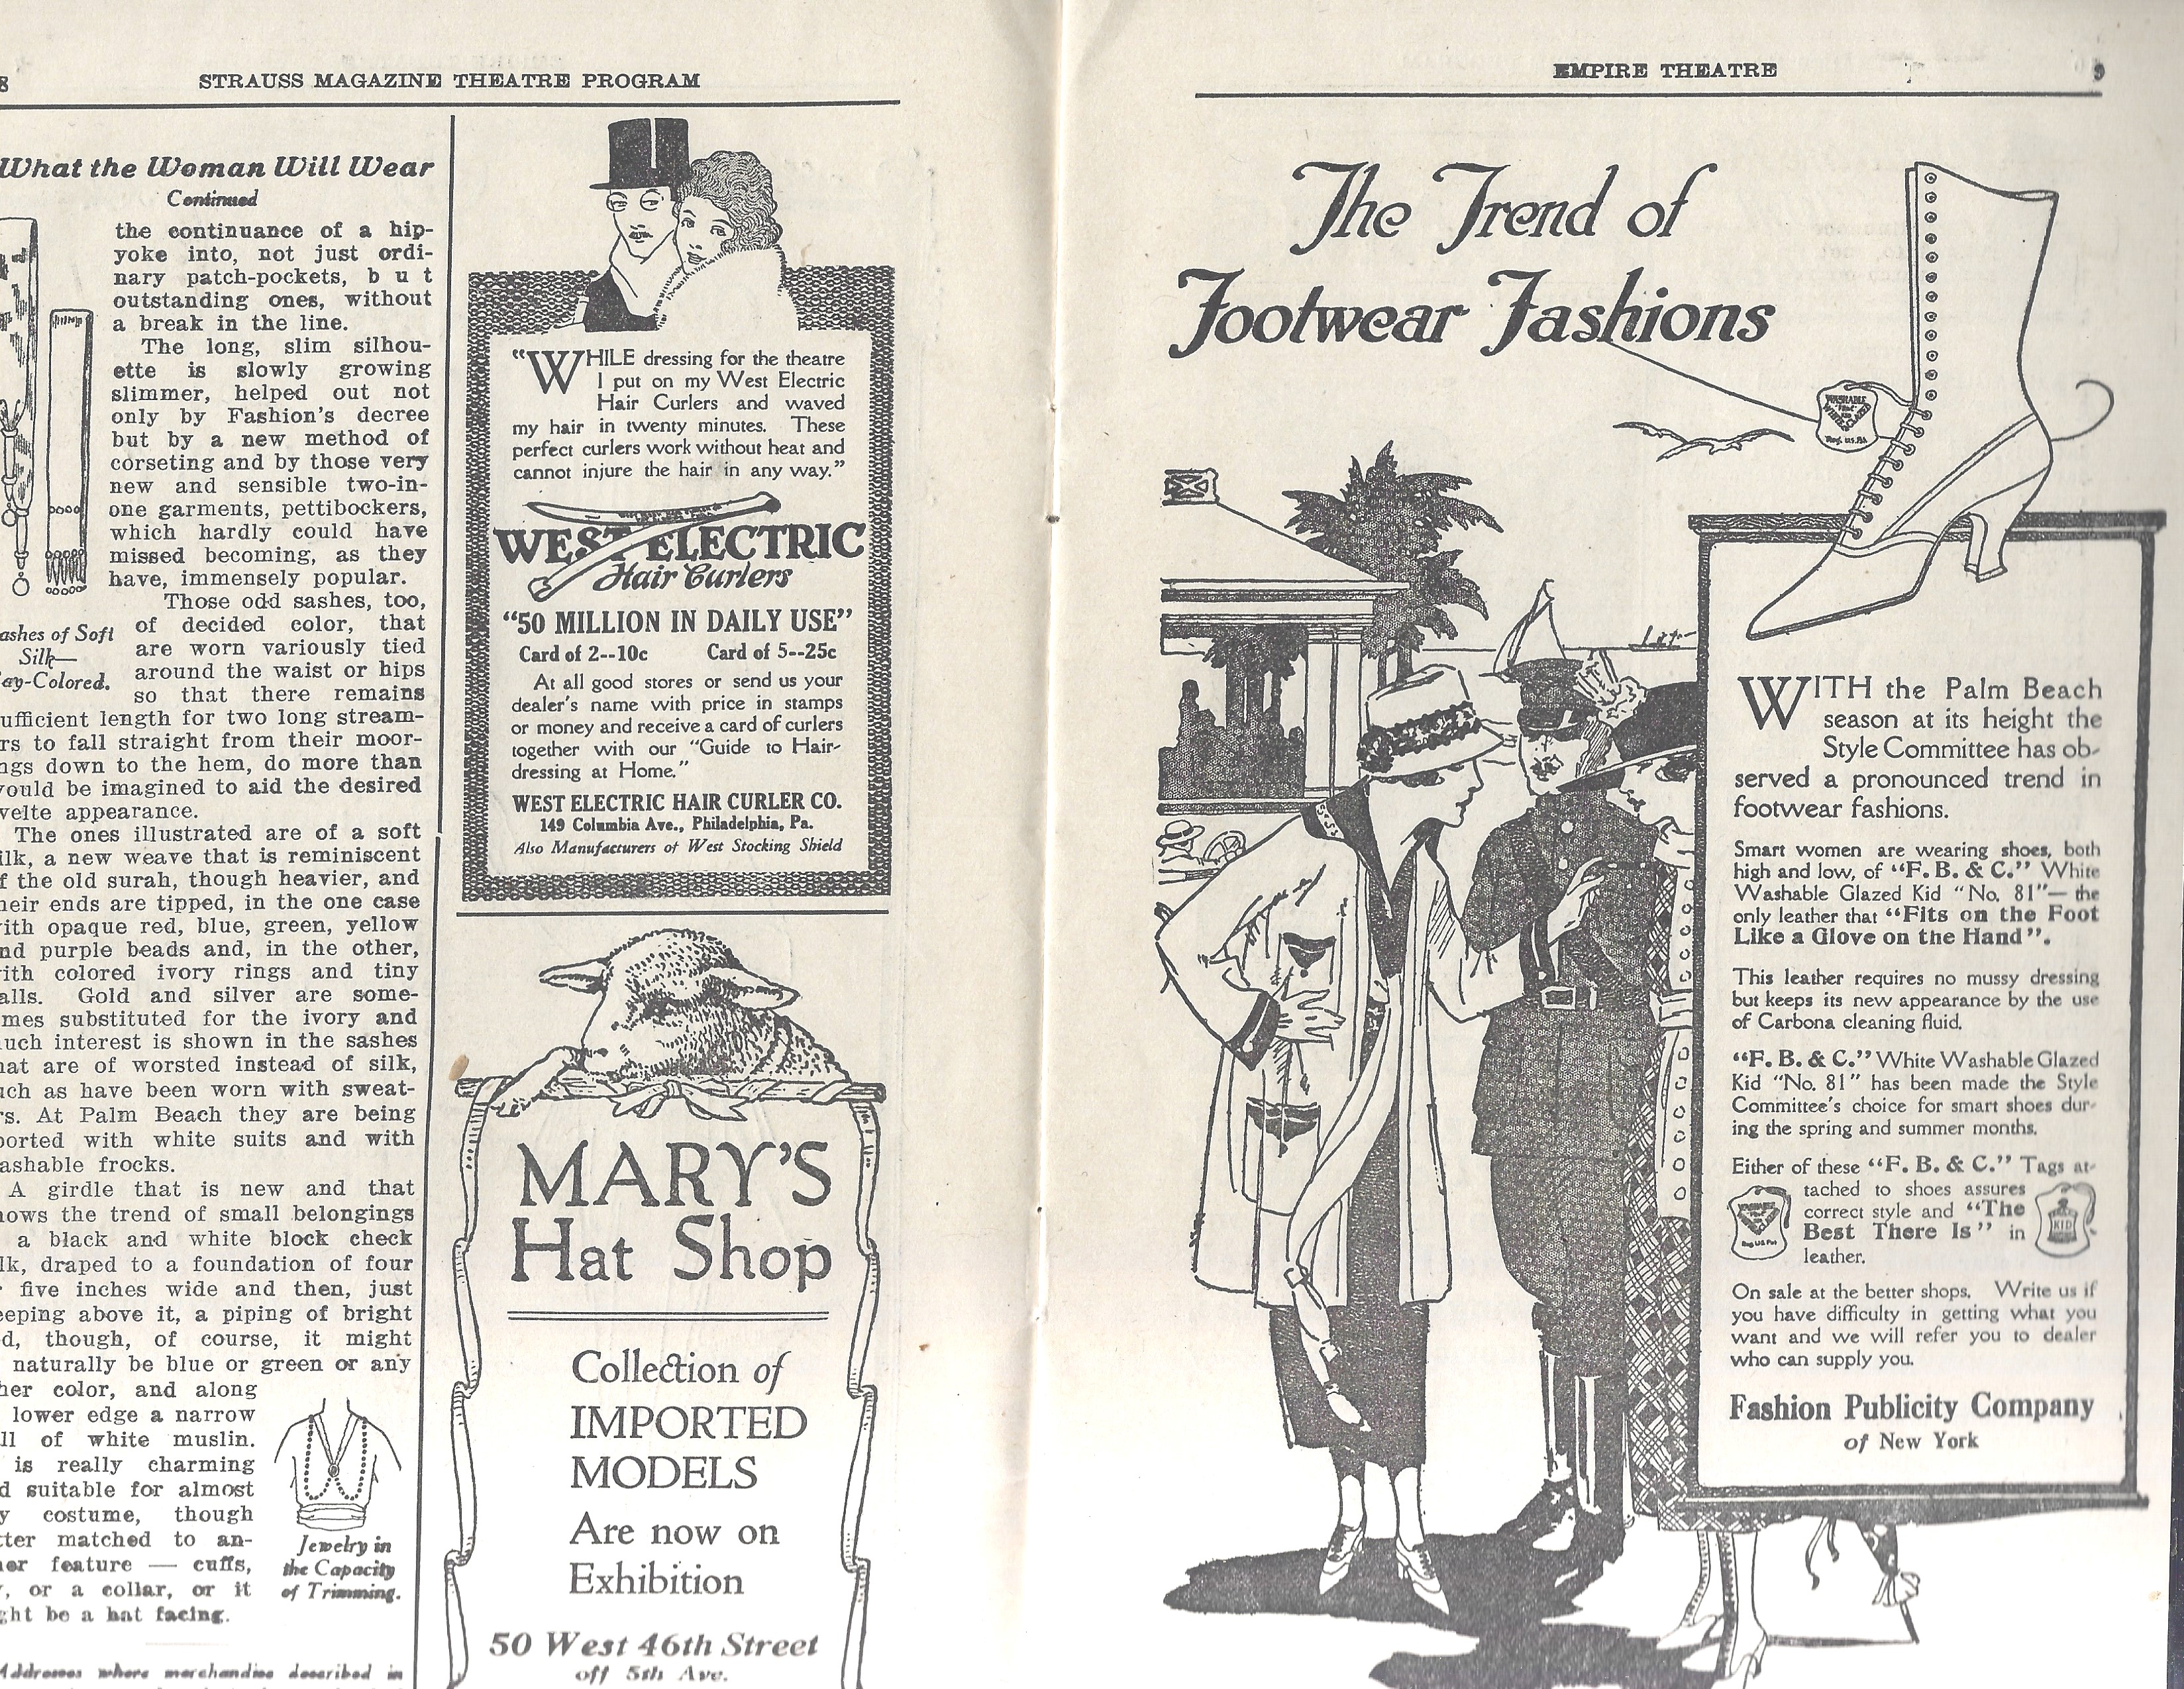 8
STRAUSS MAGAZINE THEATRE PROGRAM
What the Woman Will Wear
Continued
the continuance of a hip-
yoke into, not just ordi-
nary patch-pockets, but
outstanding ones, without
a break in the line.
The long, slim silhou-
ette is slowly growing
slimmer, helped out not
only by Fashion's decree
but by a new method of
corseting and by those very
new and sensible two-in-
one garments, pettibockers,
which hardly could have
missed becoming, as they
have, immensely popular.
Those odd sashes, too,
of decided color, that
are worn variously tied
around the waist or hips
so that there remains
ashes of Soft
Silk—
ay-Colored.
ufficient length for two long stream-
rs to fall straight from their moor-
ngs down to the hem, do more than
ould be imagined to aid the desired
velte appearance.
The ones illustrated are of a soft
ilk, a new weave that is reminiscent
f the old surah, though heavier, and
heir ends are tipped, in the one case
ith opaque red, blue, green, yellow
nd purple beads and, in the other,
ith colored ivory rings and tiny
alls. Gold and silver are some-
mes substituted for the ivory and
uch interest is shown in the sashes
hat are of worsted instead of silk,
uch as have been worn with sweat-
rs. At Palm Beach they are being
ported with white suits and with
ashable frocks.
A girdle that is new and that
hows the trend of small belongings
a black and white block check
lk, draped to a foundation of four
r five inches wide and then, just
eeping above it, a piping of bright
d, though, of course, it might
naturally be blue or green or any
her color, and along
lower edge a narrow
ll of white muslin.
is really charming
d suitable for almost
y costume, though
tter matched to an-
her feature — cuffs,
, or a collar, or it
ght be a hat facing.
Jewelry in
the Capacity
of Trimming.
Addresses where merchandise described in
"WHILE dressing for the theatre
I put on my West Electric
Hair Curlers and waved
my hair in twenty minutes. These
perfect curlers work without heat and
cannot injure the hair in any way."
WEST ELECTRIC
Hair Curlers
"50 MILLION IN DAILY USE"
Card of 2--10c Card of 5--25c
At all good stores or send us your
dealer's name with price in stamps
or money and receive a card of curlers
together with our "Guide to Hair-
dressing at Home."
WEST ELECTRIC HAIR CURLER CO.
149 Columbia Ave., Philadelphia, Pa.
Also Manufacturers of West Stocking Shield
MARY'S
Hat Shop
Collection of
IMPORTED
MODELS
Are now on
Exhibition
50 West 46th Street
off 5th Ave.
EMPIRE THEATRE
9
The Trend of
Footwear Fashions
WASHABLE
Reg. U.S. Pat
WITH the Palm Beach
season at its height the
Style Committee has ob-
served a pronounced trend in
footwear fashions.
Smart women are wearing shoes, both
high and low, of "F. B. & C." White
Washable Glazed Kid "No. 81"— the
only leather that "Fits on the Foot
Like a Glove on the Hand".
This leather requires no mussy dressing
but keeps its new appearance by the use
of Carbona cleaning fluid.
"F. B. & C." White Washable Glazed
Kid "No. 81" has been made the Style
Committee's choice for smart shoes dur-
ing the spring and summer months.
Either of these "F. B. & C." Tags at-
tached to shoes assures
correct style and "The
Best There Is" in
leather.
KID
On sale at the better shops. Write us if
you have difficulty in getting what you
want and we will refer you to dealer
who can supply you.
Fashion Publicity Company
of New York